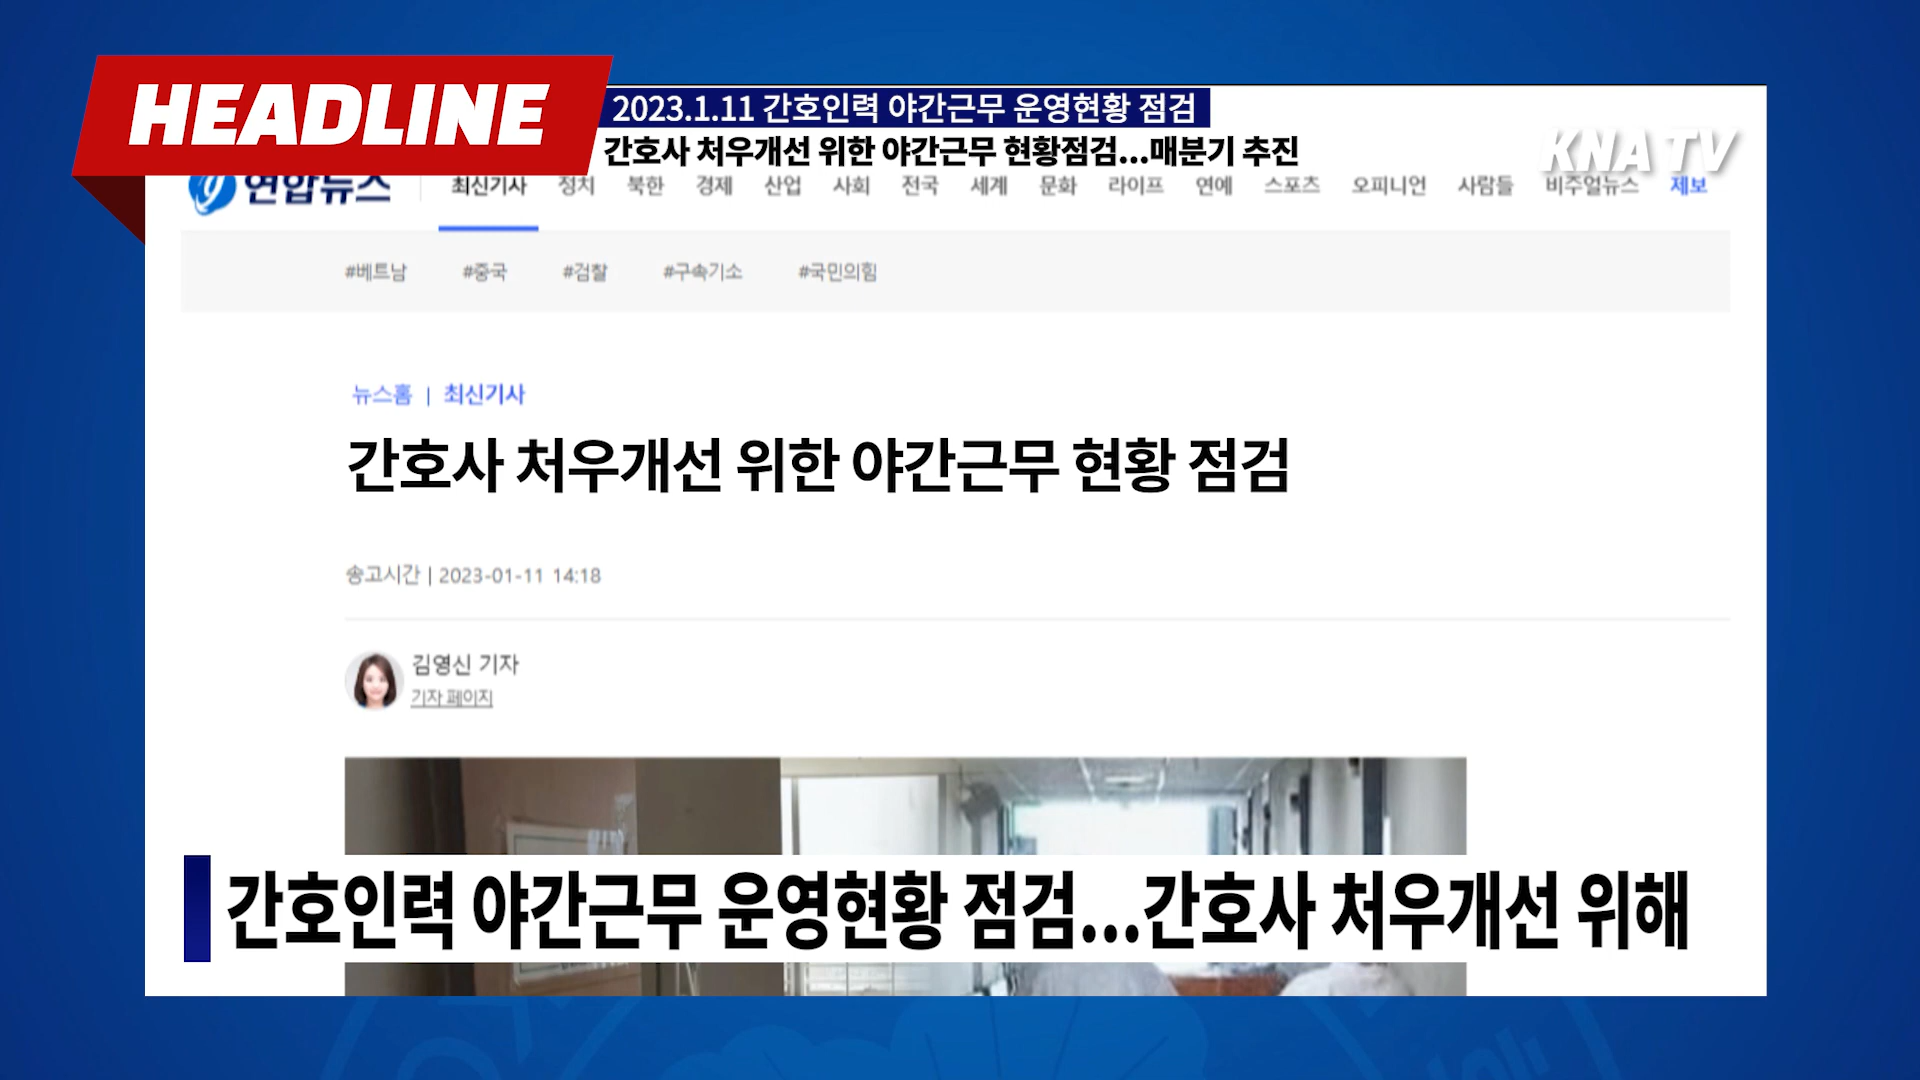 HEADLINE
2023.1.11 간호인력 야간근무 운영현황 점검
간호사 처우개선 위한 야간근무 현황점검...매분기 추진
KNA TV
연합뉴스 최신기사 정치 북한 경제 산업 사회 전국 세계 문화 라이프 연예 스포츠 오피니언 사람들 비주얼뉴스 제보
#베트남 #중국 #검찰 #구속기소 #국민의힘
뉴스홈 | 최신기사
간호사 처우개선 위한 야간근무 현황 점검
송고시간 | 2023-01-11 14:18
김영신 기자
기자 페이지
간호인력 야간근무 운영현황 점검...간호사 처우개선 위해